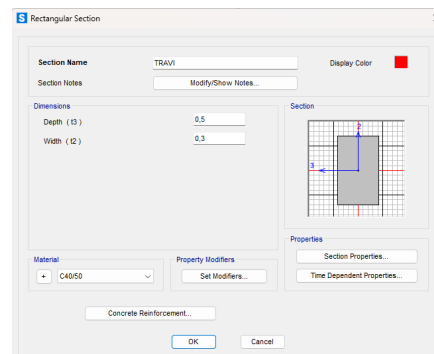 S Rectangular Section
Section Name TRAVI Display Color
Section Notes Modify/Show Notes...
Dimensions
Depth ( t3 ) 0,5
Width ( t2 ) 0,3
Section
2
3
Properties
Section Properties...
Time Dependent Properties...
Material
+ C40/50
Property Modifiers
Set Modifiers...
Concrete Reinforcement...
OK Cancel